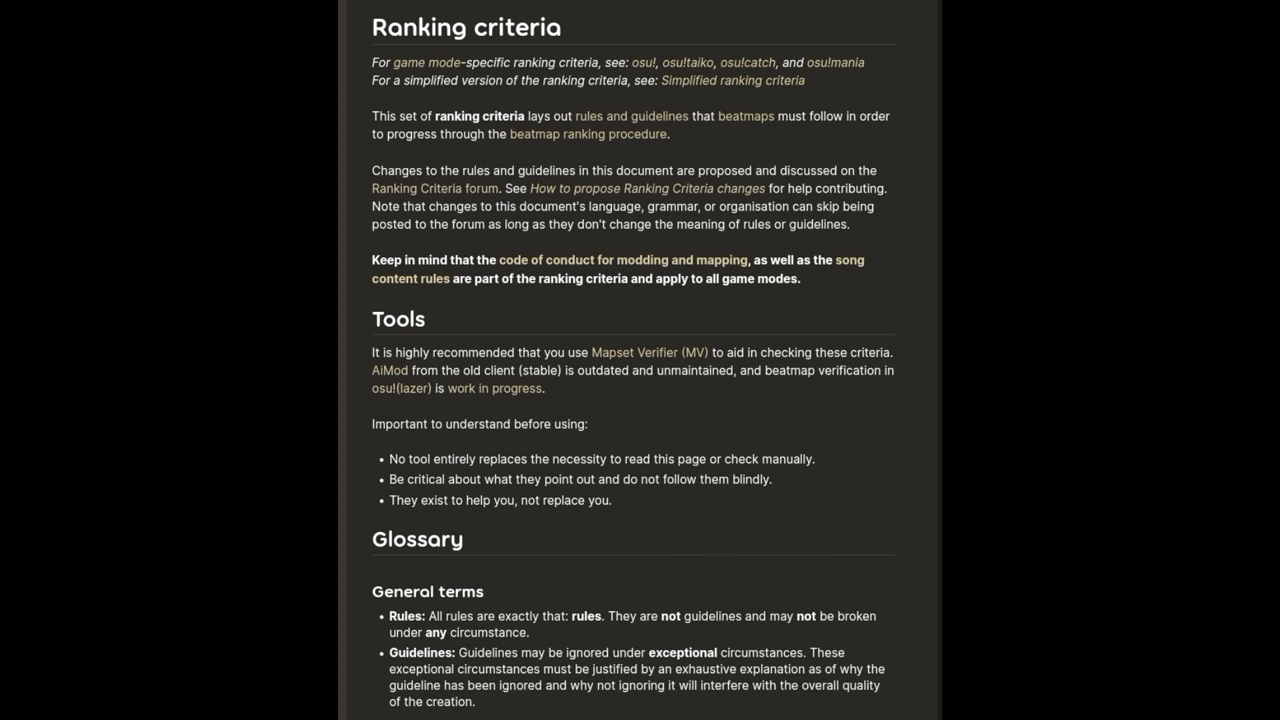 Ranking criteria
For game mode-specific ranking criteria, see: osu!, osu!taiko, osu!catch, and osu!mania
For a simplified version of the ranking criteria, see: Simplified ranking criteria
This set of ranking criteria lays out rules and guidelines that beatmaps must follow in order
to progress through the beatmap ranking procedure.
Changes to the rules and guidelines in this document are proposed and discussed on the
Ranking Criteria forum. See How to propose Ranking Criteria changes for help contributing.
Note that changes to this document's language, grammar, or organisation can skip being
posted to the forum as long as they don't change the meaning of rules or guidelines.
Keep in mind that the code of conduct for modding and mapping, as well as the song
content rules are part of the ranking criteria and apply to all game modes.
Tools
It is highly recommended that you use Mapset Verifier (MV) to aid in checking these criteria.
AiMod from the old client (stable) is outdated and unmaintained, and beatmap verification in
osu!(lazer) is work in progress.
Important to understand before using:
• No tool entirely replaces the necessity to read this page or check manually.
• Be critical about what they point out and do not follow them blindly.
• They exist to help you, not replace you.
Glossary
General terms
• Rules: All rules are exactly that: rules. They are not guidelines and may not be broken
under any circumstance.
• Guidelines: Guidelines may be ignored under exceptional circumstances. These
exceptional circumstances must be justified by an exhaustive explanation as of why the
guideline has been ignored and why not ignoring it will interfere with the overall quality
of the creation.